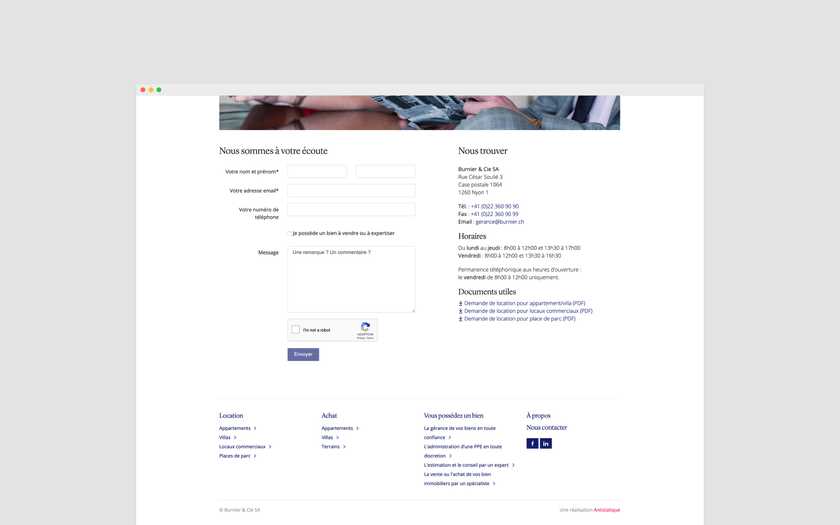 Nous sommes à votre écoute
Votre nom et prénom*
Votre adresse email*
Votre numéro de
téléphone
Je possède un bien à vendre ou à expertiser
Message
Une remarque ? Un commentaire ?
I'm not a robot
reCAPTCHA
Privacy - Terms
Envoyer
Nous trouver
Burnier & Cie SA
Rue César Soulié 3
Case postale 1064
1260 Nyon 1
Tél. : +41 (0)22 360 90 90
Fax : +41 (0)22 360 90 99
Email : gerance@burnier.ch
Horaires
Du lundi au jeudi : 8h00 à 12h00 et 13h30 à 17h00
Vendredi : 8h00 à 12h00 et 13h30 à 16h30
Permanence téléphonique aux heures d'ouverture :
le vendredi de 8h00 à 12h00 uniquement.
Documents utiles
Demande de location pour appartement/villa (PDF)
Demande de location pour locaux commerciaux (PDF)
Demande de location pour place de parc (PDF)
Location
Appartements
Villas
Locaux commerciaux
Places de parc
Achat
Appartements
Villas
Terrains
Vous possédez un bien
La gérance de vos biens en toute
confiance
L'administration d'une PPE en toute
discrétion
L'estimation et le conseil par un expert
La vente ou l'achat de vos bien
immobiliers par un spécialiste
À propos
Nous contacter
f in
© Burnier & Cie SA
Une réalisation Antistatique